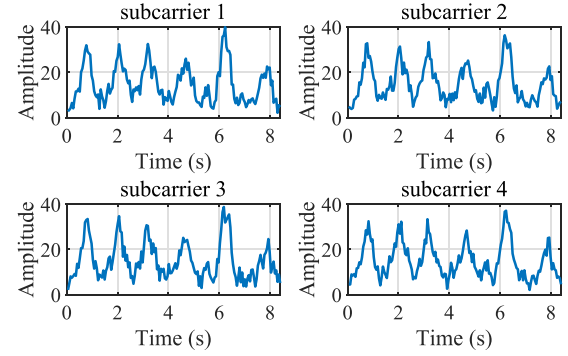 subcarrier 1
40
20
0
Amplitude
0 2 4 6 8
Time (s)
subcarrier 2
40
20
0
Amplitude
0 2 4 6 8
Time (s)
subcarrier 3
40
20
0
Amplitude
0 2 4 6 8
Time (s)
subcarrier 4
40
20
0
Amplitude
0 2 4 6 8
Time (s)